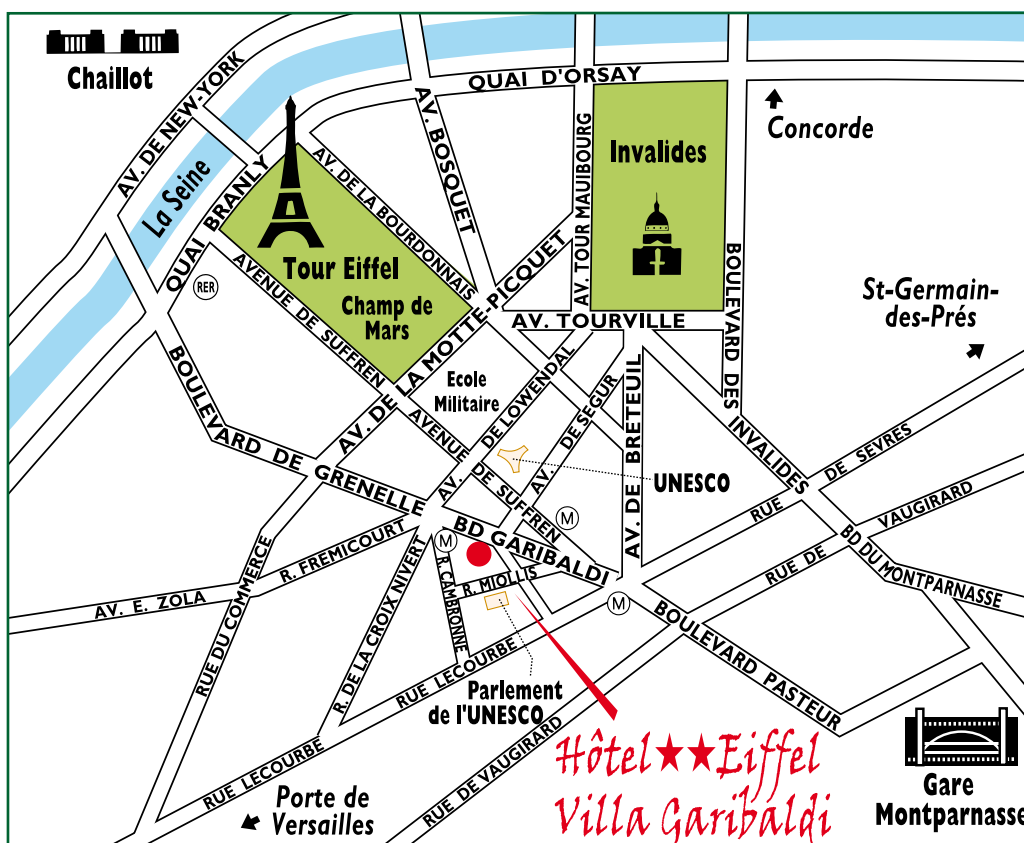 Chaillot
AV. DE NEW-YORK
La Seine
QUAI BRANLY
QUAI D'ORSAY
AV. BOSQUET
AV. DE LA BOURDONNAIS
AV. TOUR MAUIBOURG
Invalides
Concorde
Tour Eiffel
Champ de
Mars
RER
AVENUE DE SUFFREN
AV. DE LA MOTTE-PICQUET
AV. TOURVILLE
BOULEVARD DES INVALIDES
St-Germain-
des-Prés
Ecole
Militaire
AV. DE LOWENDAL
AV. DE SEGUR
AV. DE BRETEUIL
AVENUE DE SUFFREN
UNESCO
BOULEVARD DE GRENELLE
RUE DE SEVRES
RUE DE VAUGIRARD
BD DU MONTPARNASSE
BD GARIBALDI
M
M
M
R. FREMICOURT
AV. E. ZOLA
RUE DU COMMERCE
R. DE LA CROIX NIVERT
R. CAMBRONNE
R. MIOLLIS
BOULEVARD PASTEUR
RUE LECOURBE
RUE LECOURBE
Parlement
de l'UNESCO
RUE DE VAUGIRARD
Porte de
Versailles
Hôtel★★Eiffel
Villa Garibaldi
Gare
Montparnasse